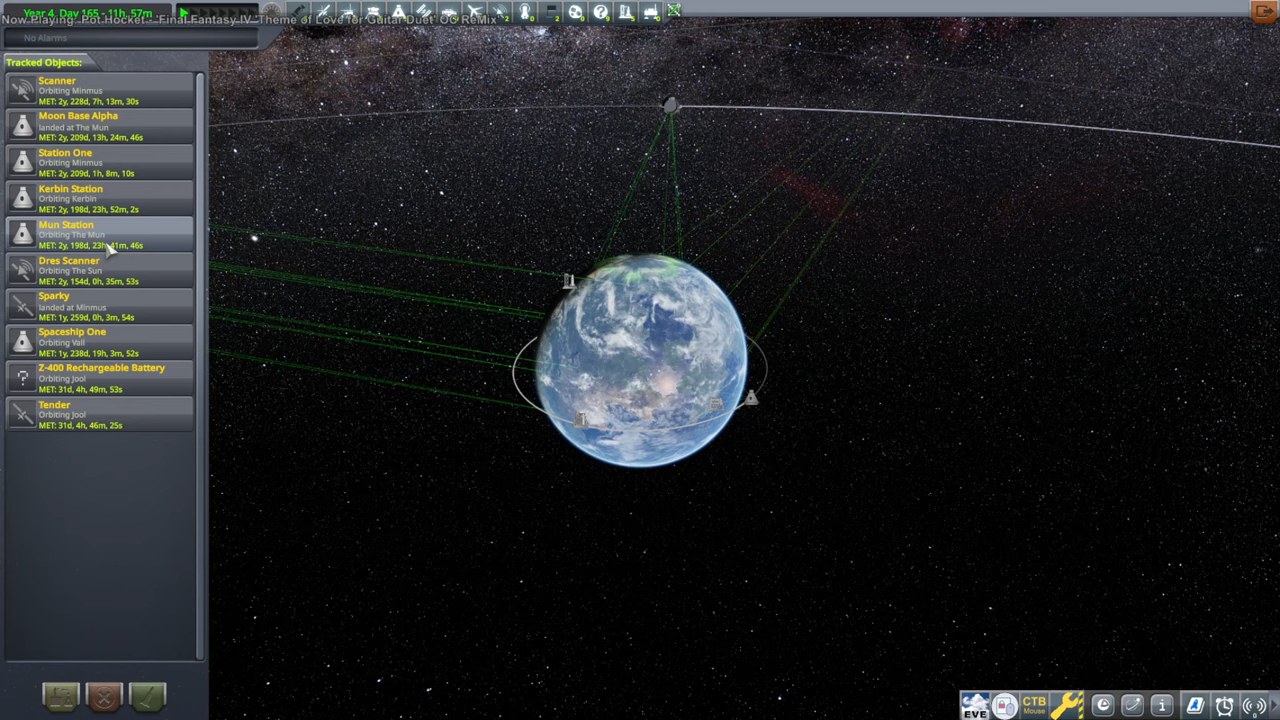 Now Playing: Pot Hocket - 'Final Fantasy IV 'Theme of Love for Guitar Duet' OC ReMix'
Year 4, Day 165 - 11h, 57m
No Alarms
Tracked Objects:
Scanner
Orbiting Minmus
MET: 2y, 228d, 7h, 13m, 30s
Moon Base Alpha
landed at The Mun
MET: 2y, 209d, 13h, 24m, 46s
Station One
Orbiting Minmus
MET: 2y, 209d, 1h, 8m, 10s
Kerbin Station
Orbiting Kerbin
MET: 2y, 198d, 23h, 52m, 2s
Mun Station
Orbiting The Mun
MET: 2y, 198d, 23h, 41m, 46s
Dres Scanner
Orbiting The Sun
MET: 2y, 154d, 0h, 35m, 53s
Sparky
landed at Minmus
MET: 1y, 259d, 0h, 3m, 54s
Spaceship One
Orbiting Vall
MET: 1y, 238d, 19h, 3m, 52s
Z-400 Rechargeable Battery
Orbiting Jool
MET: 31d, 4h, 49m, 53s
Tender
Orbiting Jool
MET: 31d, 4h, 46m, 25s
EVE
CTB
Mouse